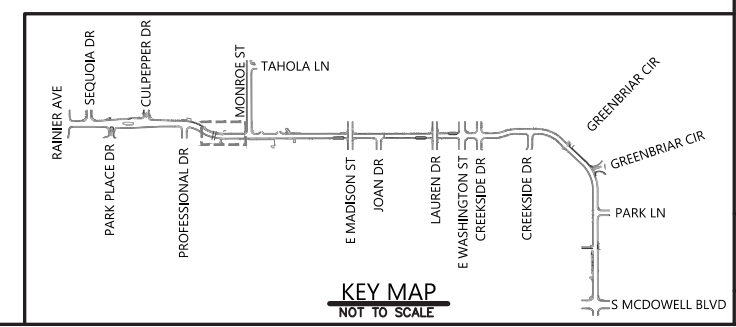 RAINIER AVE
SEQUOIA DR
PARK PLACE DR
CULPEPPER DR
PROFESSIONAL DR
MONROE ST
TAHOLA LN
E MADISON ST
JOAN DR
LAUREN DR
E WASHINGTON ST
CREEKSIDE DR
CREEKSIDE DR
GREENBRIAR CIR
GREENBRIAR CIR
PARK LN
S MCDOWELL BLVD
KEY MAP
NOT TO SCALE